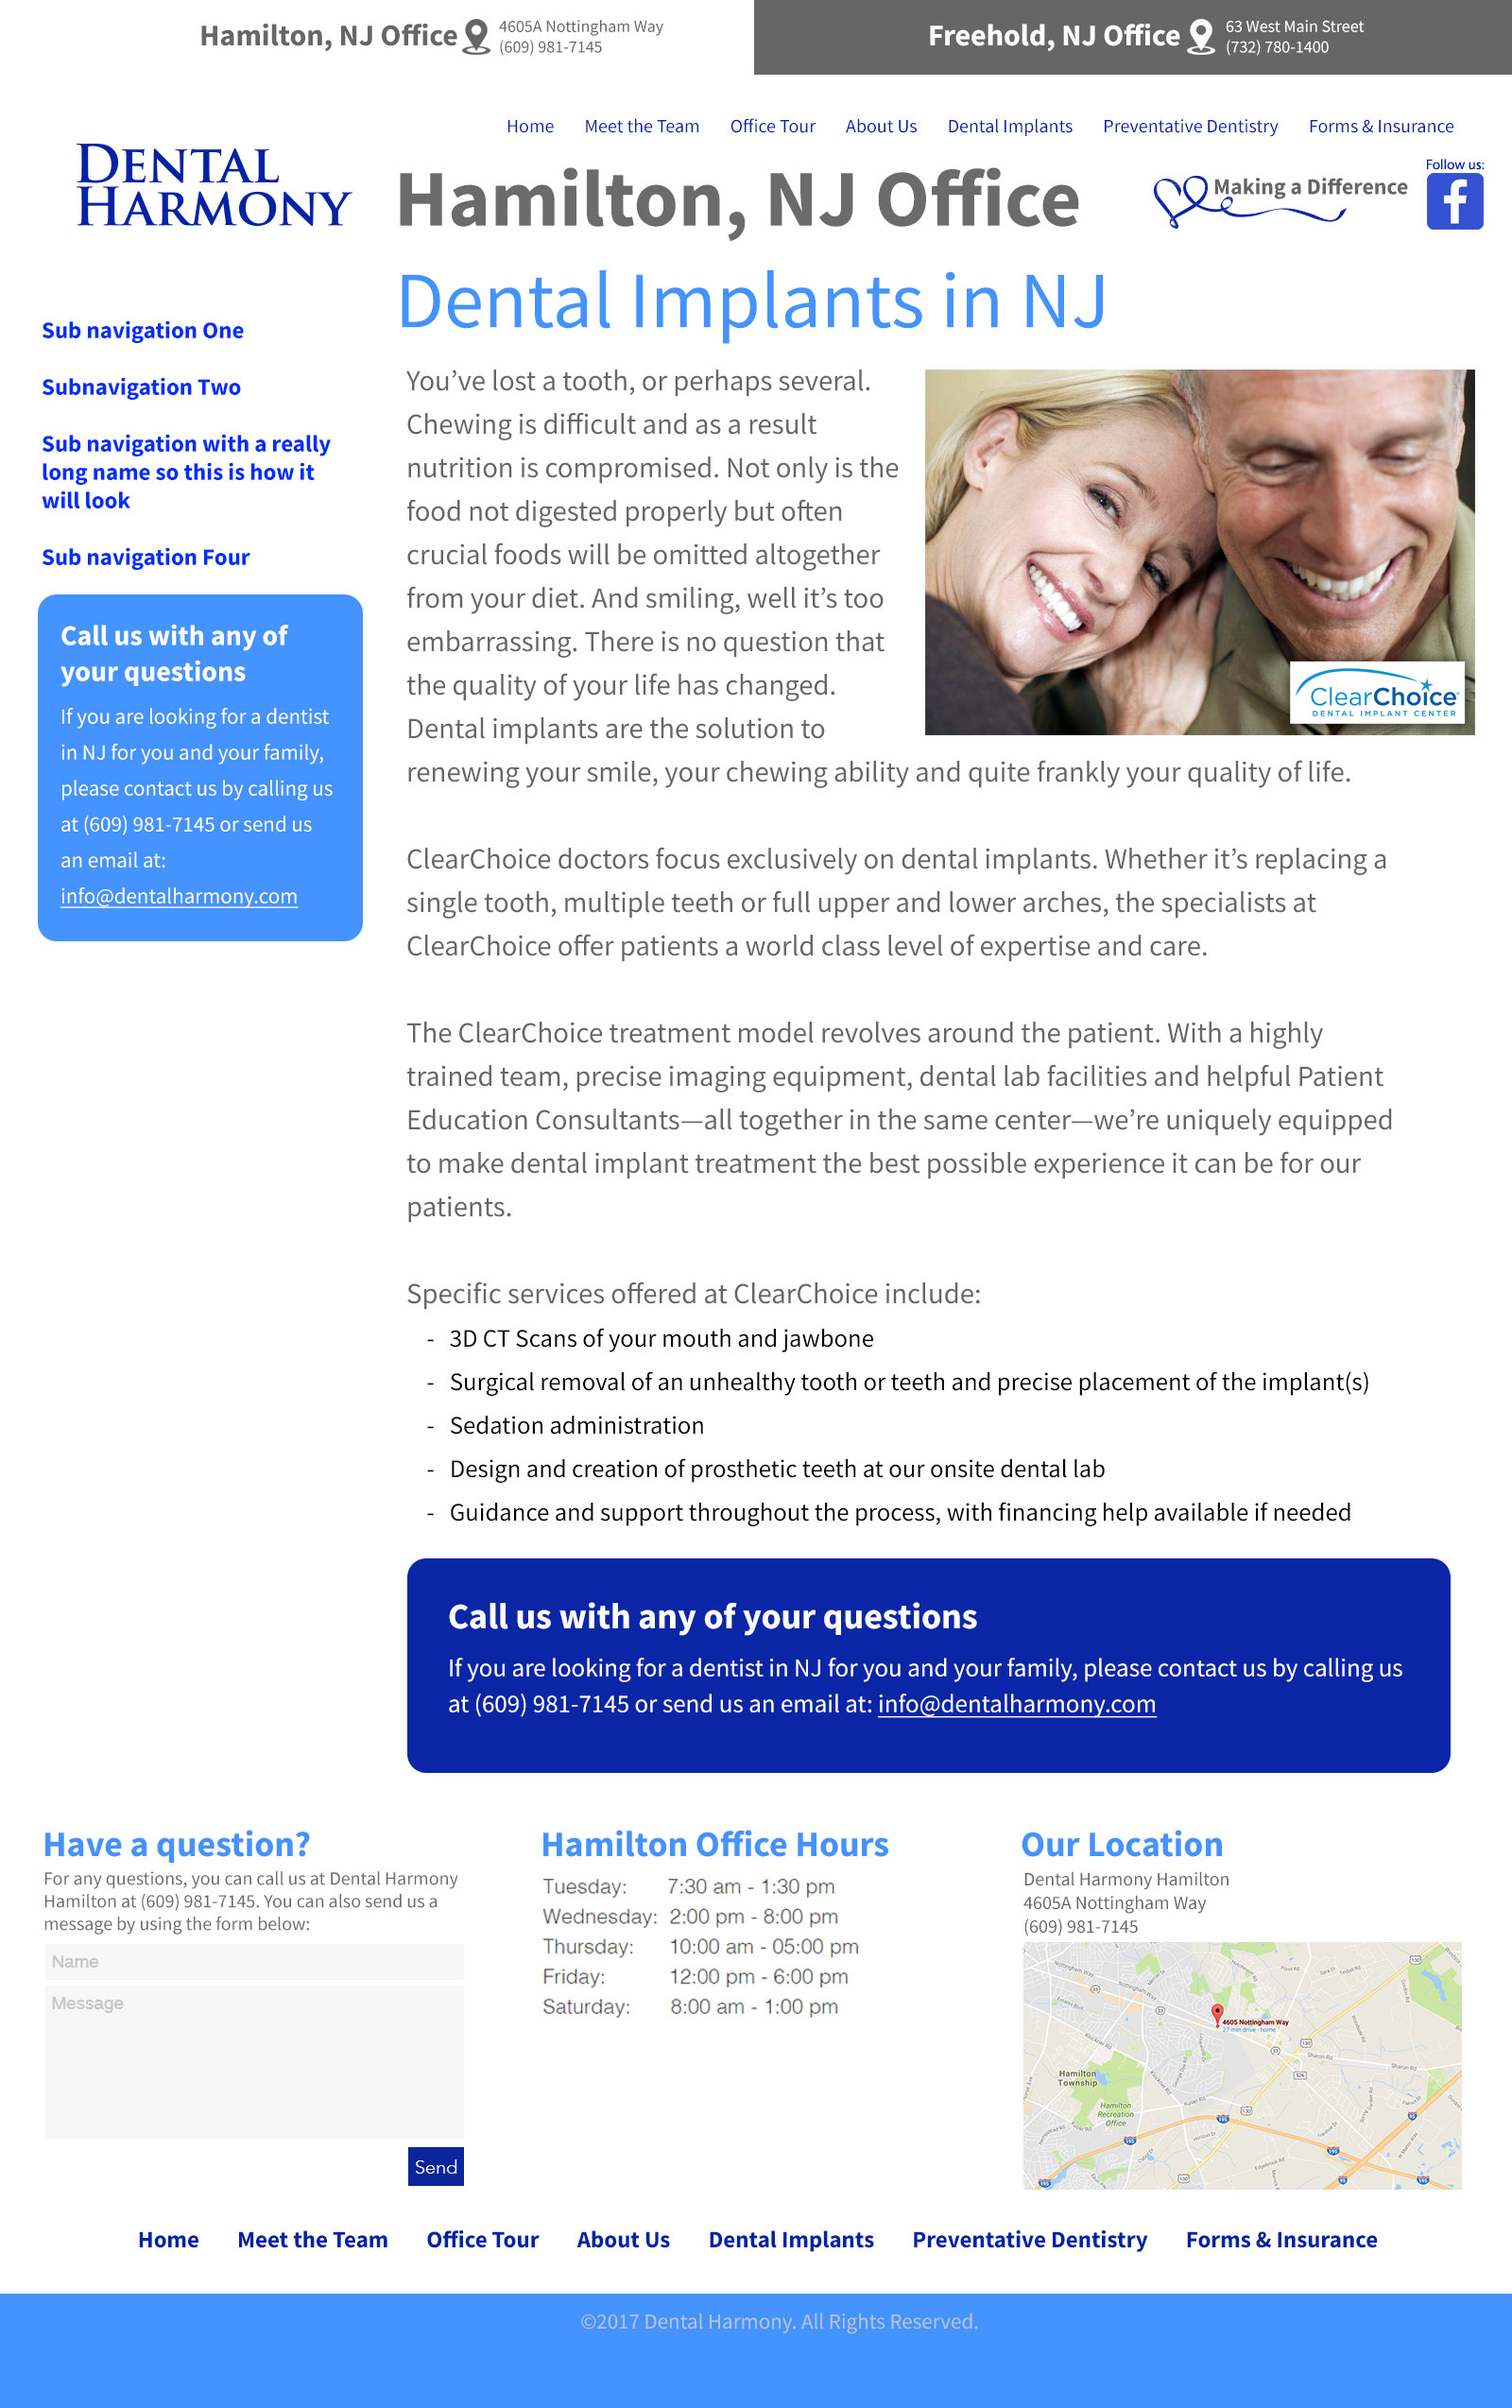 Hamilton, NJ Office
4605A Nottingham Way
(609) 981-7145
Freehold, NJ Office
63 West Main Street
(732) 780-1400
Home Meet the Team Office Tour About Us Dental Implants Preventative Dentistry Forms & Insurance
DENTAL
HARMONY
Hamilton, NJ Office
Making a Difference
Follow us:
Dental Implants in NJ
Sub navigation One
Subnavigation Two
Sub navigation with a really
long name so this is how it
will look
Sub navigation Four
Call us with any of
your questions
If you are looking for a dentist
in NJ for you and your family,
please contact us by calling us
at (609) 981-7145 or send us
an email at:
info@dentalharmony.com
You’ve lost a tooth, or perhaps several.
Chewing is difficult and as a result
nutrition is compromised. Not only is the
food not digested properly but often
crucial foods will be omitted altogether
from your diet. And smiling, well it’s too
embarrassing. There is no question that
the quality of your life has changed.
Dental implants are the solution to
renewing your smile, your chewing ability and quite frankly your quality of life.
ClearChoice
DENTAL IMPLANT CENTER
ClearChoice doctors focus exclusively on dental implants. Whether it’s replacing a
single tooth, multiple teeth or full upper and lower arches, the specialists at
ClearChoice offer patients a world class level of expertise and care.
The ClearChoice treatment model revolves around the patient. With a highly
trained team, precise imaging equipment, dental lab facilities and helpful Patient
Education Consultants—all together in the same center—we’re uniquely equipped
to make dental implant treatment the best possible experience it can be for our
patients.
Specific services offered at ClearChoice include:
- 3D CT Scans of your mouth and jawbone
- Surgical removal of an unhealthy tooth or teeth and precise placement of the implant(s)
- Sedation administration
- Design and creation of prosthetic teeth at our onsite dental lab
- Guidance and support throughout the process, with financing help available if needed
Call us with any of your questions
If you are looking for a dentist in NJ for you and your family, please contact us by calling us
at (609) 981-7145 or send us an email at: info@dentalharmony.com
Have a question?
For any questions, you can call us at Dental Harmony
Hamilton at (609) 981-7145. You can also send us a
message by using the form below:
Name
Message
Send
Hamilton Office Hours
Tuesday: 7:30 am - 1:30 pm
Wednesday: 2:00 pm - 8:00 pm
Thursday: 10:00 am - 05:00 pm
Friday: 12:00 pm - 6:00 pm
Saturday: 8:00 am - 1:00 pm
Our Location
Dental Harmony Hamilton
4605A Nottingham Way
(609) 981-7145
4605 Nottingham Way
27 min drive - home
Hamilton
Township
Hamilton
Recreation
Office
Home Meet the Team Office Tour About Us Dental Implants Preventative Dentistry Forms & Insurance
©2017 Dental Harmony. All Rights Reserved.